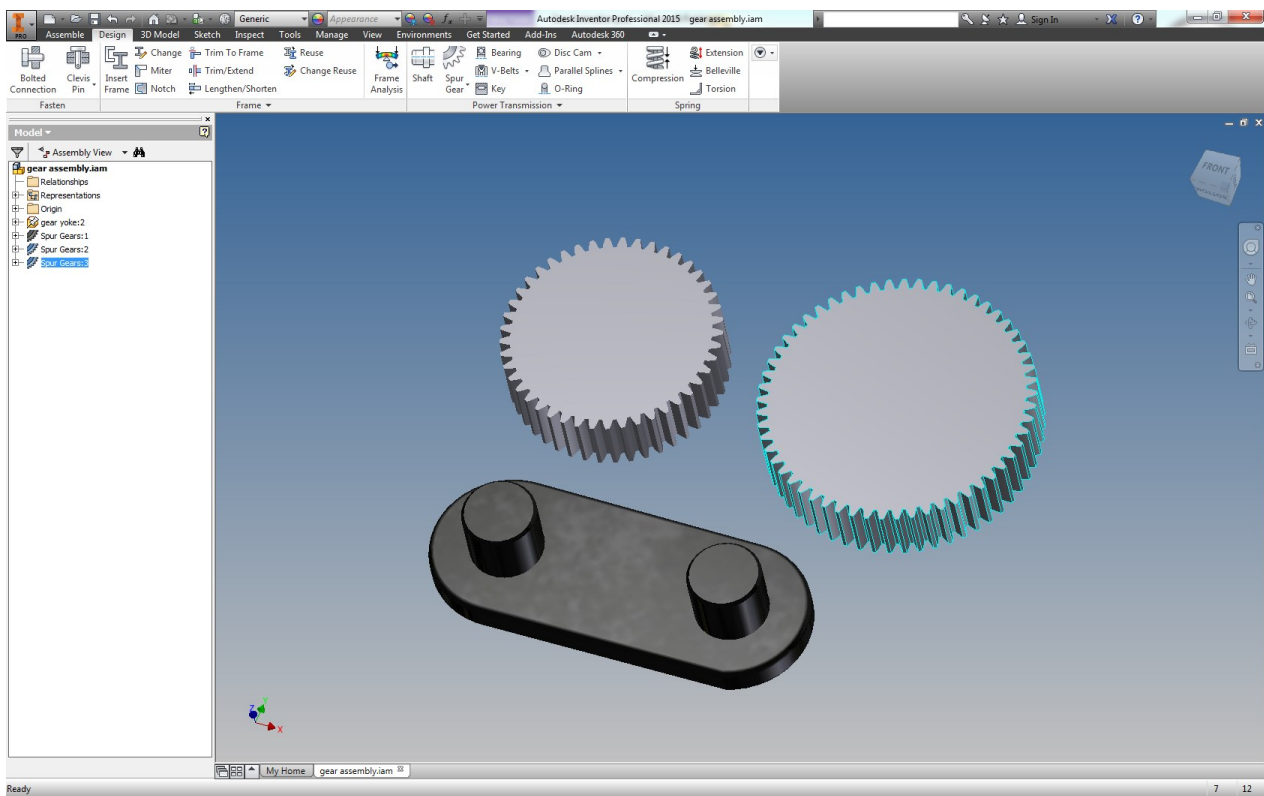 Generic Appearance Autodesk Inventor Professional 2015 gear assembly.iam Sign In
PRO Assemble Design 3D Model Sketch Inspect Tools Manage View Environments Get Started Add-Ins Autodesk 360
Bolted Connection
Clevis Pin
Insert Frame
Change
Miter
Notch
Trim To Frame
Trim/Extend
Lengthen/Shorten
Reuse
Change Reuse
Frame Analysis
Shaft
Spur Gear
Bearing
V-Belts
Key
Disc Cam
Parallel Splines
O-Ring
Compression
Extension
Belleville
Torsion
Fasten Frame Power Transmission Spring
Model
Assembly View
gear assembly.iam
Relationships
Representations
Origin
gear yoke:2
Spur Gears:1
Spur Gears:2
Spur Gears:3
FRONT
Z Y
X
My Home gear assembly.iam
Ready 7 12